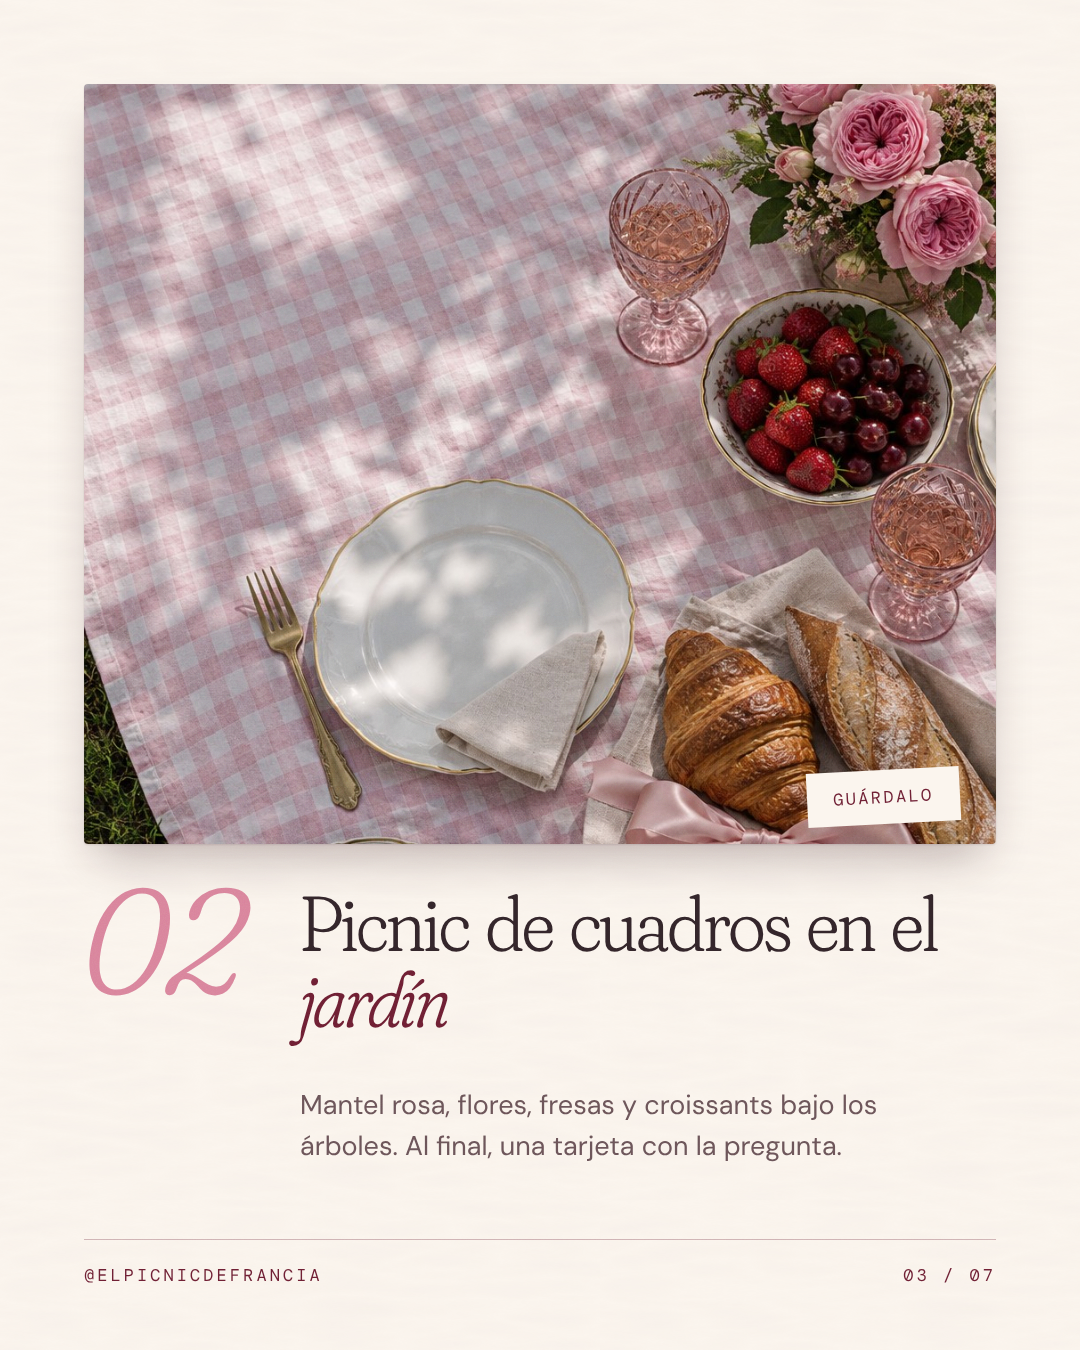 GUÁRDALO
02
Picnic de cuadros en el
jardín
Mantel rosa, flores, fresas y croissants bajo los
árboles. Al final, una tarjeta con la pregunta.
@ELPICNICDEFRANCIA
03 / 07